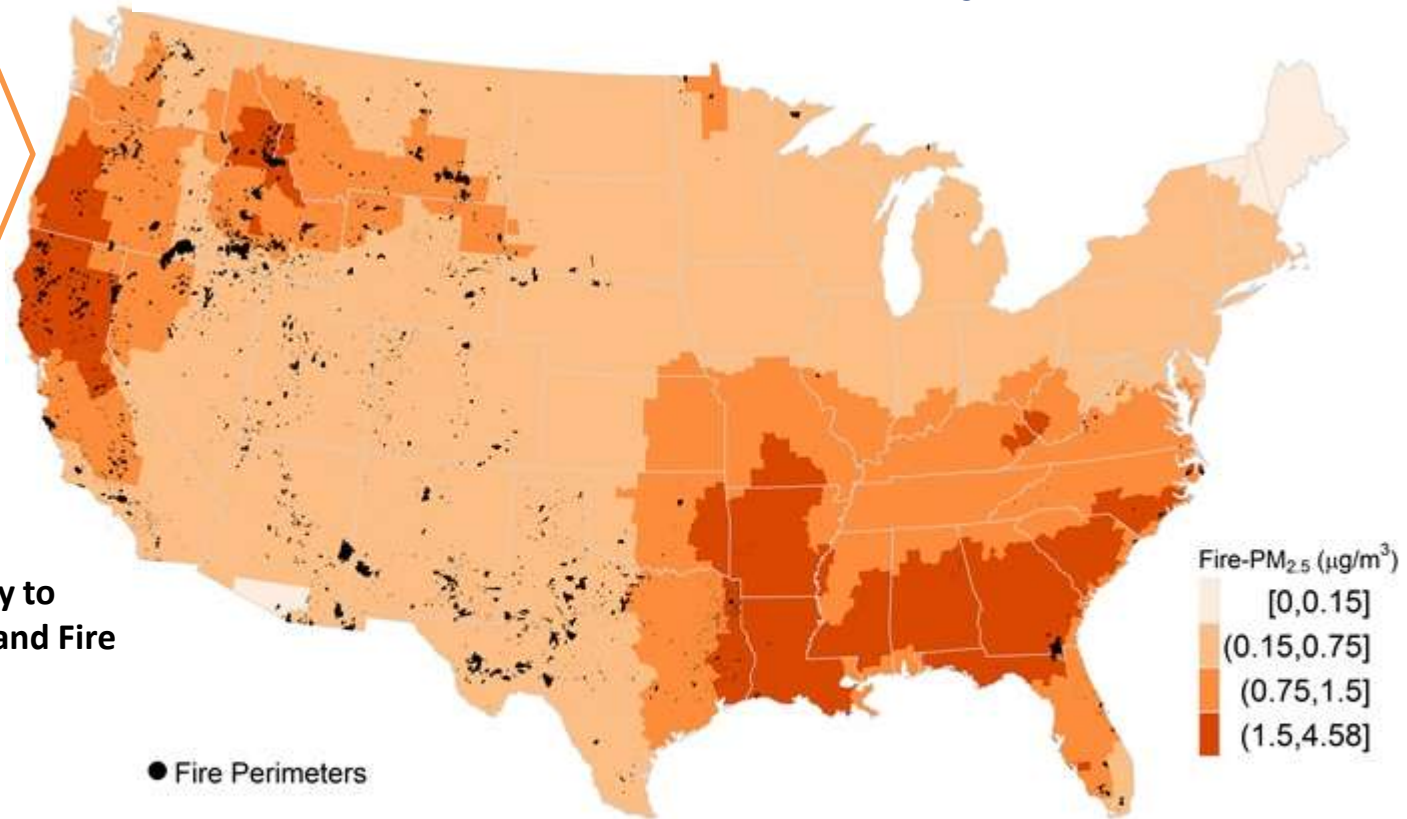 y to
and Fire
Fire-PM2.5 (μg/m3)
[0,0.15]
(0.15,0.75]
(0.75,1.5]
(1.5,4.58]
● Fire Perimeters